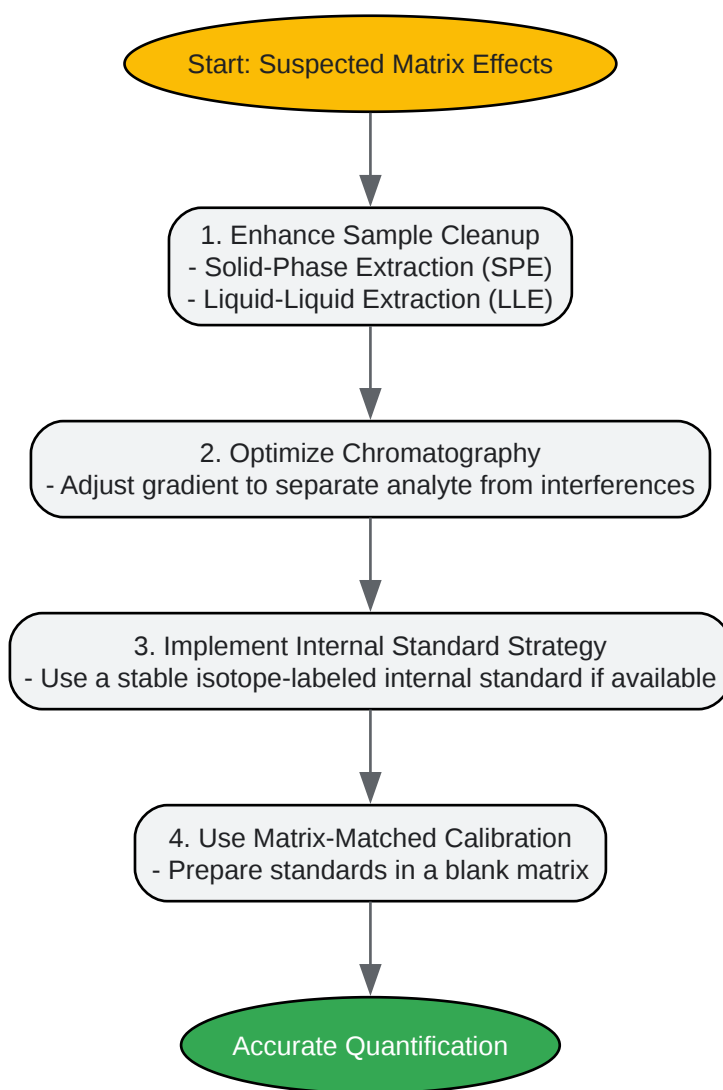 Start: Suspected Matrix Effects
1. Enhance Sample Cleanup
- Solid-Phase Extraction (SPE)
- Liquid-Liquid Extraction (LLE)
2. Optimize Chromatography
- Adjust gradient to separate analyte from interferences
3. Implement Internal Standard Strategy
- Use a stable isotope-labeled internal standard if available
4. Use Matrix-Matched Calibration
- Prepare standards in a blank matrix
Accurate Quantification